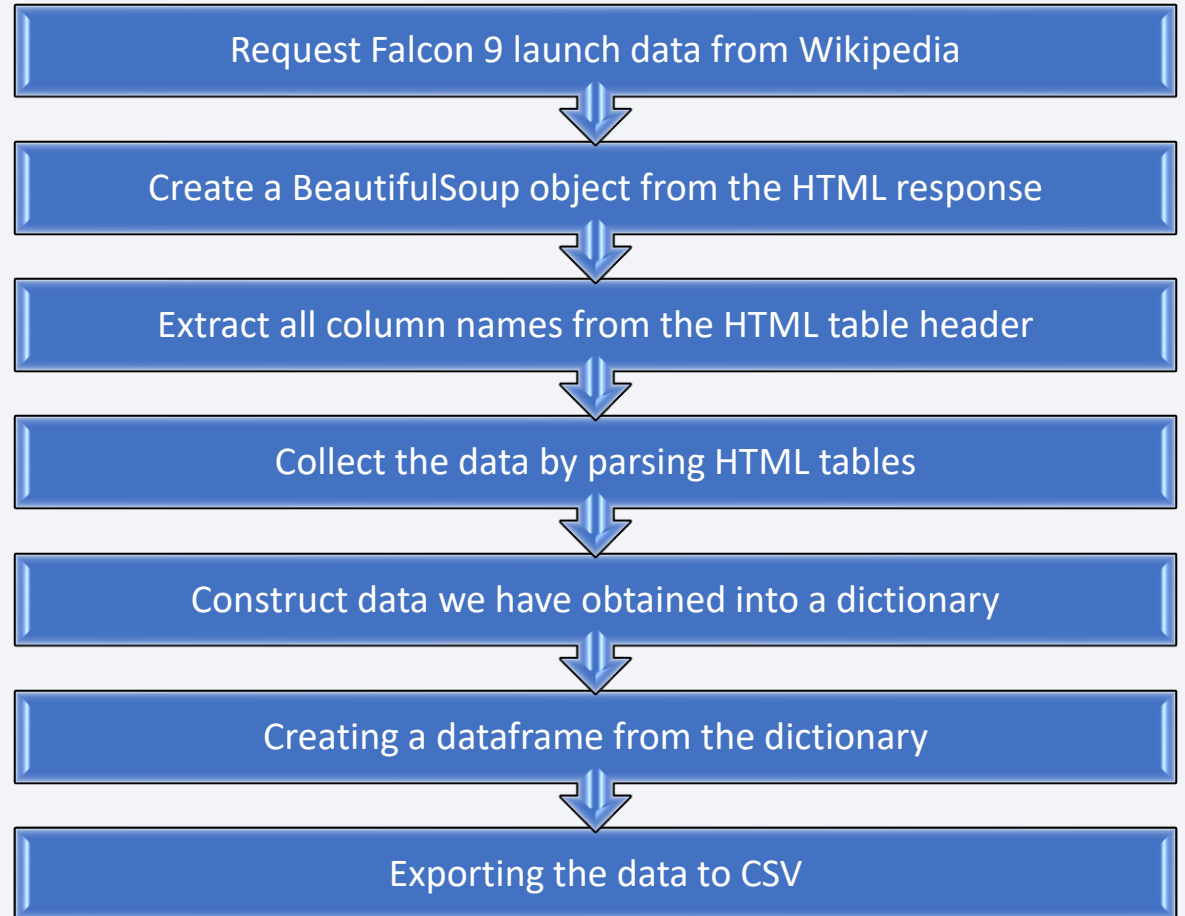 Request Falcon 9 launch data from Wikipedia
Create a BeautifulSoup object from the HTML response
Extract all column names from the HTML table header
Collect the data by parsing HTML tables
Construct data we have obtained into a dictionary
Creating a dataframe from the dictionary
Exporting the data to CSV